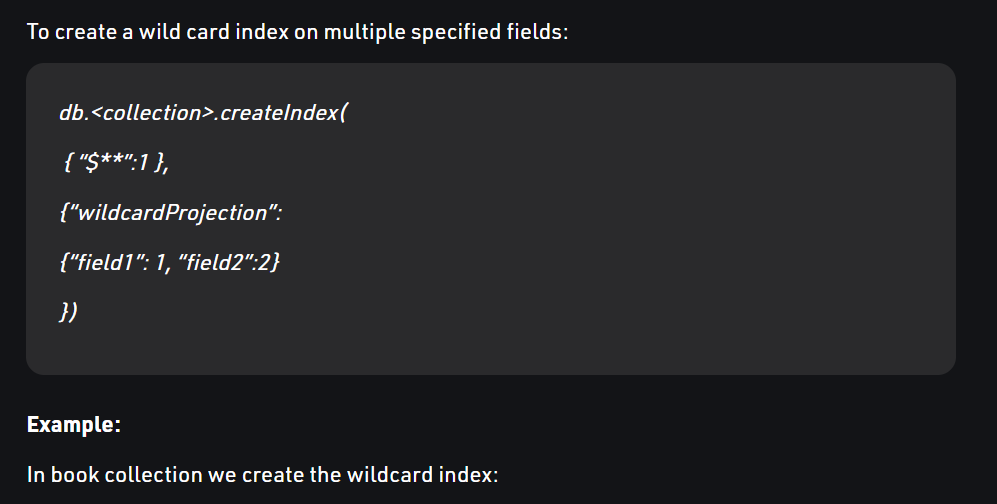 To create a wild card index on multiple specified fields:
db.<collection>.createIndex(
{ “$**”:1 },
{“wildcardProjection”:
{“field1”: 1, “field2”:2}
})
Example:
In book collection we create the wildcard index: